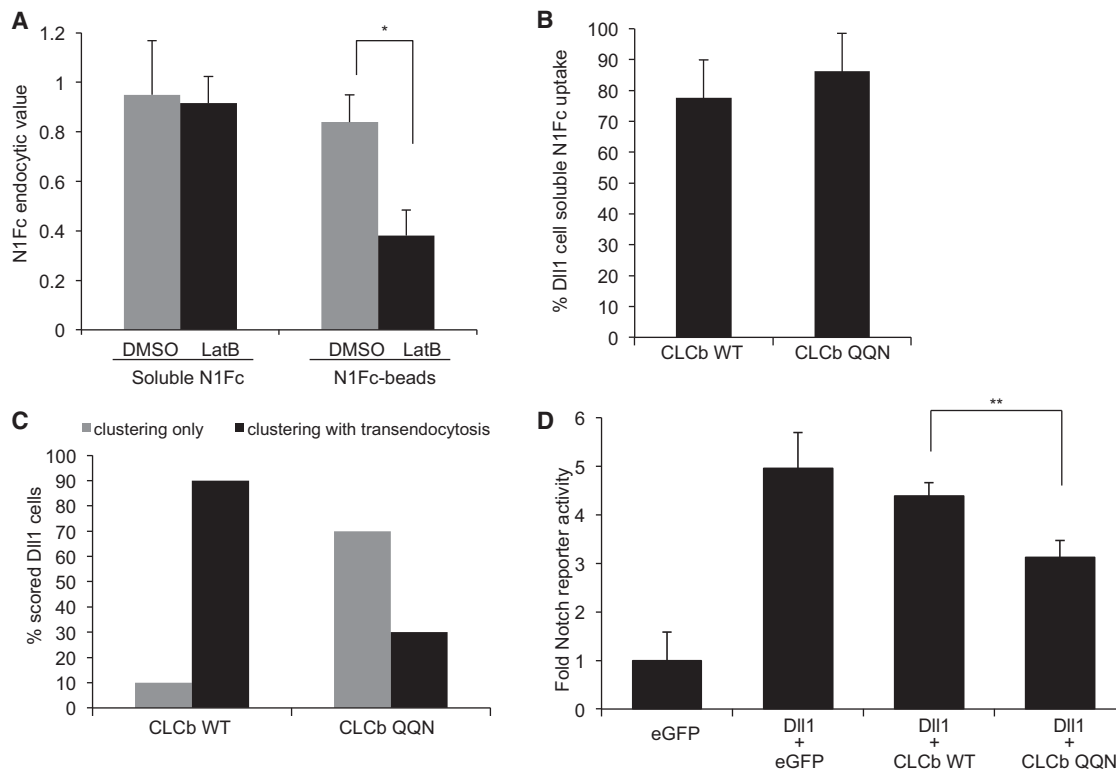 A
N1Fc endocytic value
1.2
1
0.8
0.6
0.4
0.2
0
*
DMSO LatB DMSO LatB
Soluble N1Fc N1Fc-beads
B
% Dll1 cell soluble N1Fc uptake
100
90
80
70
60
50
40
30
20
10
0
CLCb WT CLCb QQN
C
clustering only clustering with transendocytosis
% scored Dll1 cells
100
90
80
70
60
50
40
30
20
10
0
CLCb WT CLCb QQN
D
Fold Notch reporter activity
6
5
4
3
2
1
0
**
eGFP
Dll1
+
eGFP
Dll1
+
CLCb WT
Dll1
+
CLCb QQN